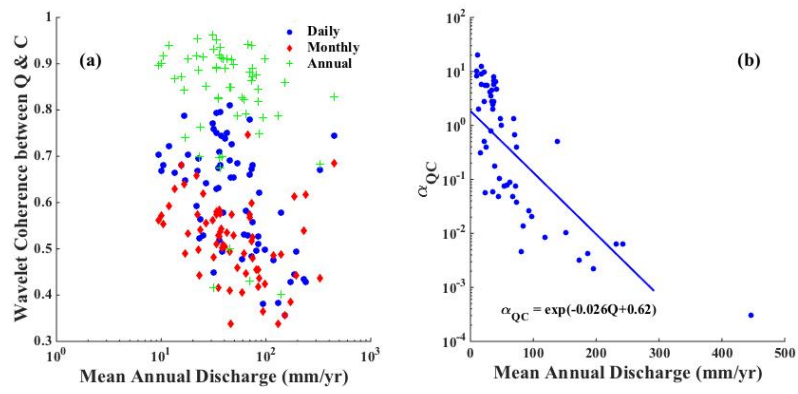 (a)
Daily
Monthly
Annual
1
0.9
0.8
0.7
0.6
0.5
0.4
0.3
Wavelet Coherence between Q & C
10^0
10^1
10^2
10^3
Mean Annual Discharge (mm/yr)
(b)
10^2
10^1
10^0
10^-1
10^-2
10^-3
10^-4
α_QC
α_QC = exp(-0.026Q+0.62)
0
100
200
300
400
500
Mean Annual Discharge (mm/yr)